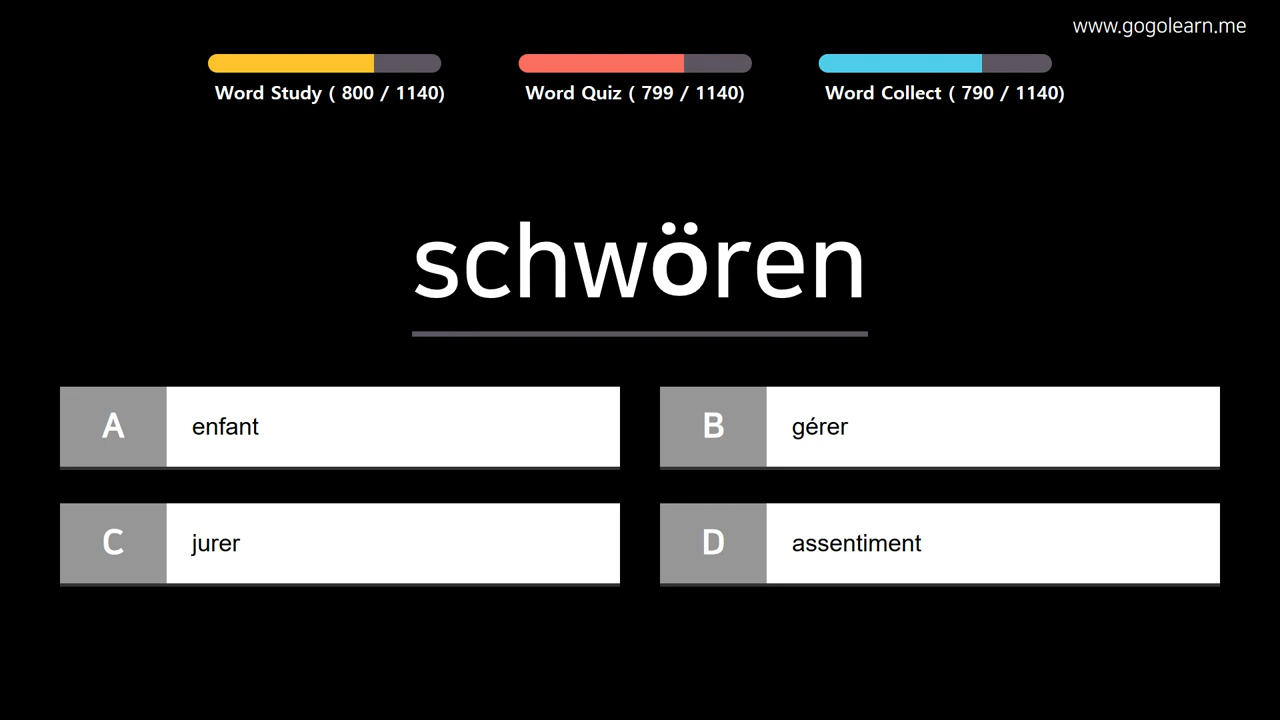 www.gogolearn.me
Word Study ( 800 / 1140)
Word Quiz ( 799 / 1140)
Word Collect ( 790 / 1140)
schwören
A
enfant
B
gérer
C
jurer
D
assentiment